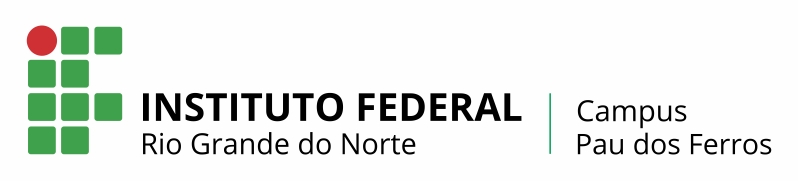 INSTITUTO FEDERAL
Rio Grande do Norte
Campus
Pau dos Ferros